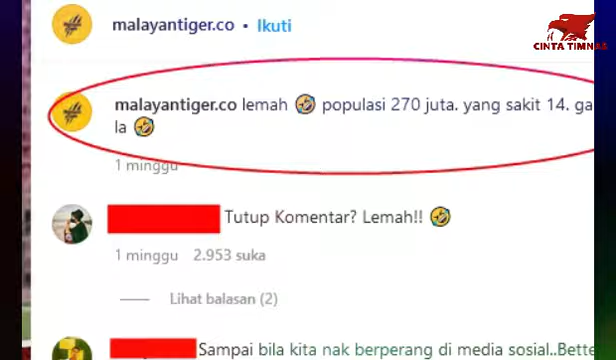 malayantiger.co • Ikuti
CINTA TIMNAS
malayantiger.co lemah 🤣 populasi 270 juta. yang sakit 14. ga
la 🤣
1 minggu
Tutup Komentar? Lemah!! 🤣
1 minggu 2.953 suka
Lihat balasan (2)
Sampai bila kita nak berperang di media sosial..Bette